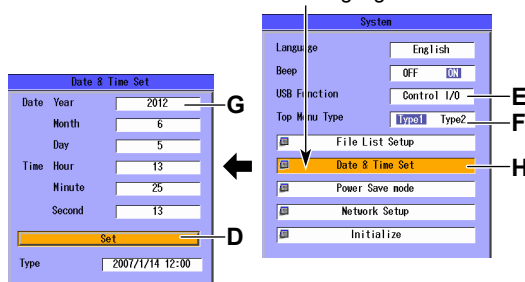 System
Language English
Beep OFF ON
USB Function Control I/O E
Top Menu Type Type1 Type2 F
File List Setup
Date & Time Set H
Power Save mode
Network Setup
Initialize
Date & Time Set
Date Year 2012 G
Month 6
Day 5
Time Hour 13
Minute 25
Second 13
Set D
Type 2007/1/14 12:00